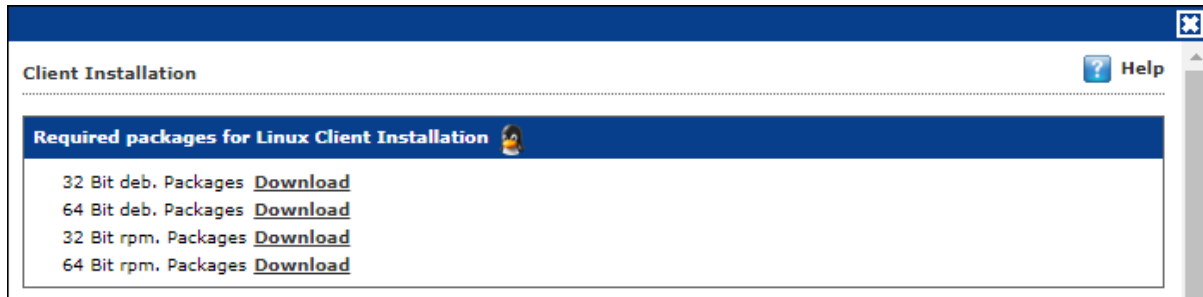 Client Installation
? Help
Required packages for Linux Client Installation
32 Bit deb. Packages Download
64 Bit deb. Packages Download
32 Bit rpm. Packages Download
64 Bit rpm. Packages Download